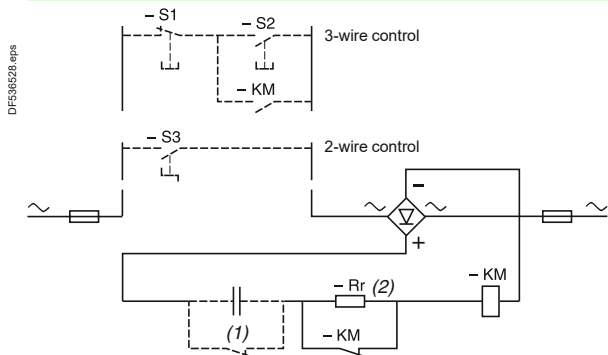 – S1
– S2
3-wire control
– KM
DF536528.eps
– S3
2-wire control
–
+
– Rr (2)
– KM
(1)
– KM